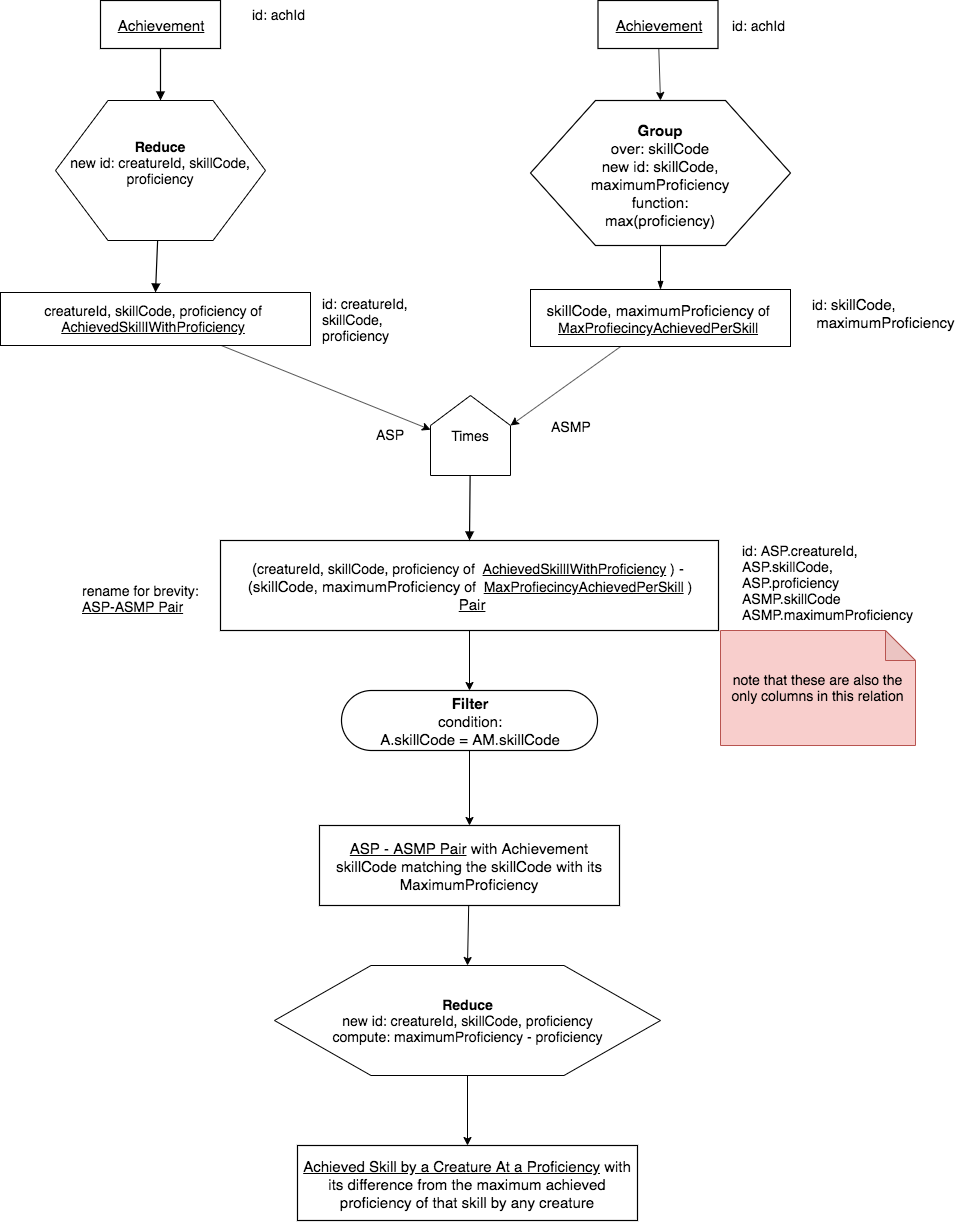 Achievement
id: achId
Achievement
id: achId
Reduce
new id: creatureId, skillCode,
proficiency
Group
over: skillCode
new id: skillCode,
maximumProficiency
function:
max(proficiency)
creatureId, skillCode, proficiency of
AchievedSkilllWithProficiency
id: creatureId,
skillCode,
proficiency
skillCode, maximumProficiency of
MaxProfiecincyAchievedPerSkill
id: skillCode,
maximumProficiency
ASP
Times
ASMP
rename for brevity:
ASP-ASMP Pair
(creatureId, skillCode, proficiency of AchievedSkilllWithProficiency ) -
(skillCode, maximumProficiency of MaxProfiecincyAchievedPerSkill )
Pair
id: ASP.creatureId,
ASP.skillCode,
ASP.proficiency
ASMP.skillCode
ASMP.maximumProficiency
note that these are also the
only columns in this relation
Filter
condition:
A.skillCode = AM.skillCode
ASP - ASMP Pair with Achievement
skillCode matching the skillCode with its
MaximumProficiency
Reduce
new id: creatureId, skillCode, proficiency
compute: maximumProficiency - proficiency
Achieved Skill by a Creature At a Proficiency with
its difference from the maximum achieved
proficiency of that skill by any creature